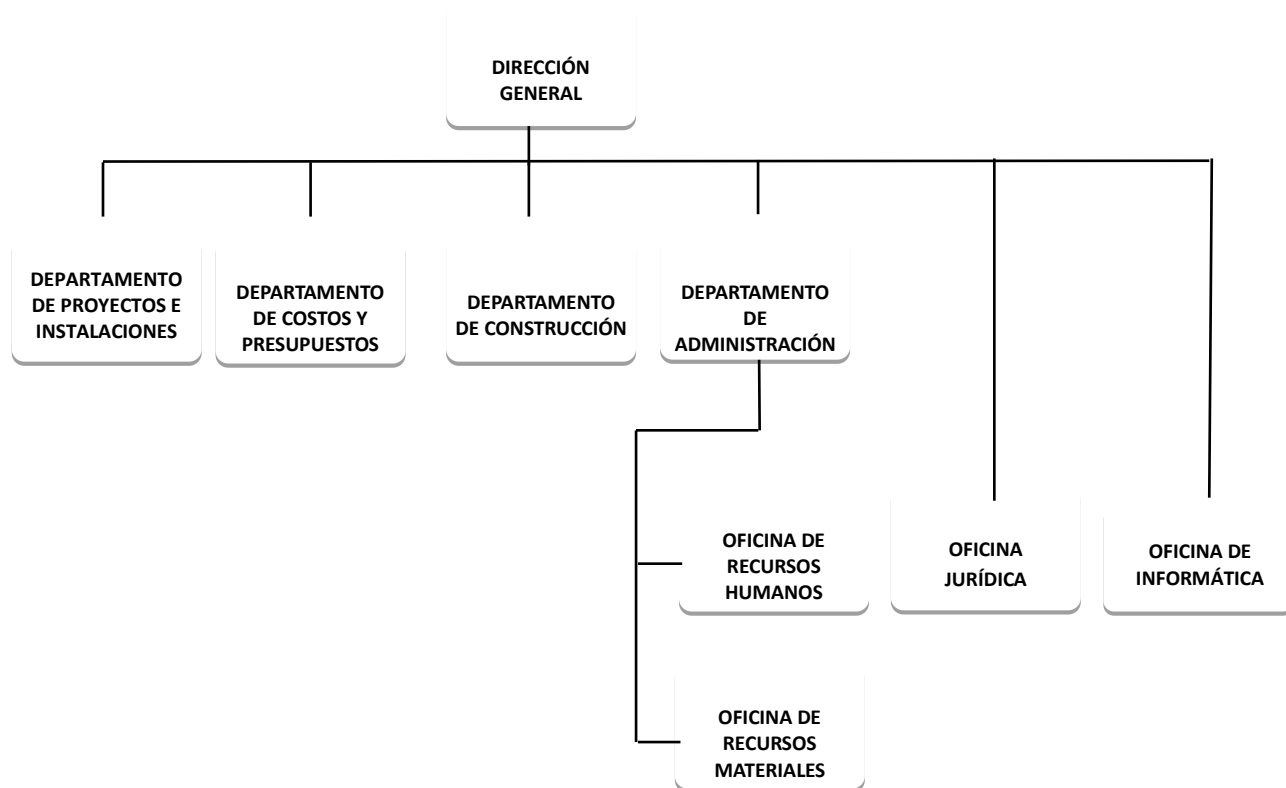 DIRECCIÓN
GENERAL
DEPARTAMENTO
DE PROYECTOS E
INSTALACIONES
DEPARTAMENTO
DE COSTOS Y
PRESUPUESTOS
DEPARTAMENTO
DE CONSTRUCCIÓN
DEPARTAMENTO
DE
ADMINISTRACIÓN
OFICINA DE
RECURSOS
HUMANOS
OFICINA
JURÍDICA
OFICINA DE
INFORMÁTICA
OFICINA DE
RECURSOS
MATERIALES